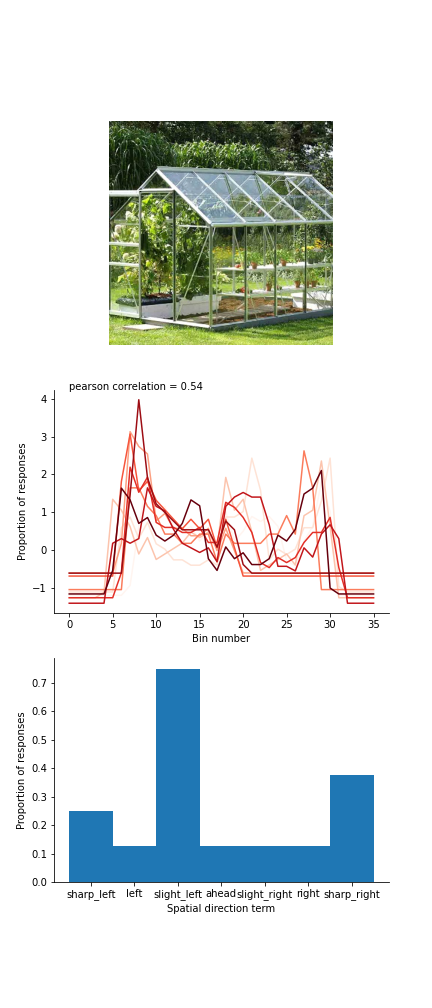 pearson correlation = 0.54
Proportion of responses
4
3
2
1
0
−1
0 5 10 15 20 25 30 35
Bin number
Proportion of responses
0.7
0.6
0.5
0.4
0.3
0.2
0.1
0.0
sharp_left left slight_left ahead slight_right right sharp_right
Spatial direction term